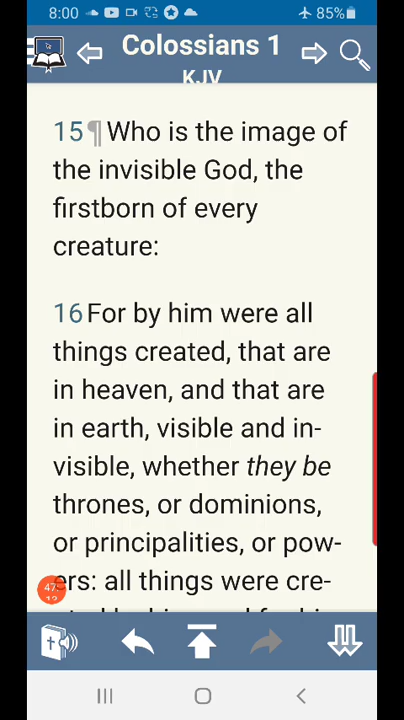 8:00
85%
Colossians 1
KJV
15 ¶ Who is the image of
the invisible God, the
firstborn of every
creature:
16 For by him were all
things created, that are
in heaven, and that are
in earth, visible and in-
visible, whether they be
thrones, or dominions,
or principalities, or pow-
ers: all things were cre-